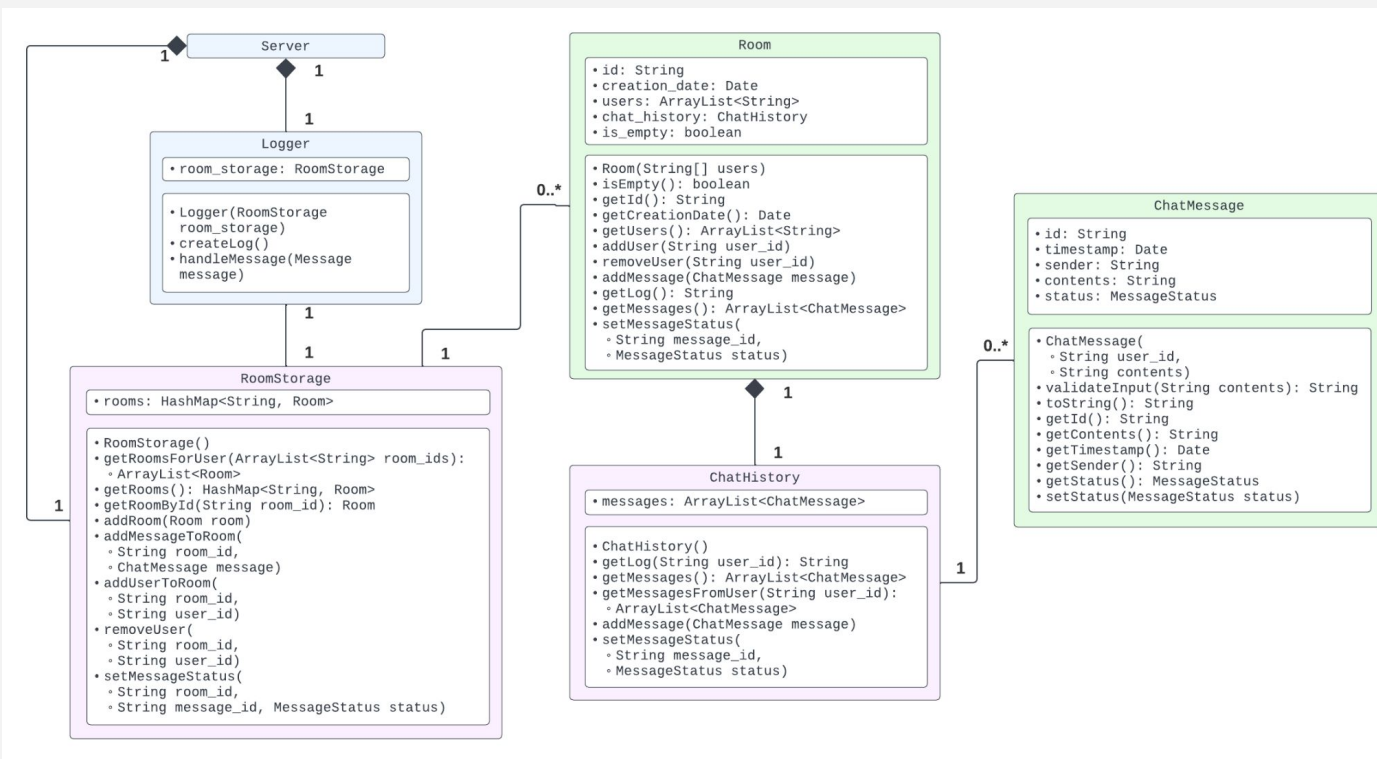 Server
1
1
1
Logger
• room_storage: RoomStorage
• Logger(RoomStorage
room_storage)
• createLog()
• handleMessage(Message
message)
1
1
1
0..*
RoomStorage
• rooms: HashMap<String, Room>
• RoomStorage()
• getRoomsForUser(ArrayList<String> room_ids):
◦ ArrayList<Room>
• getRooms(): HashMap<String, Room>
• getRoomById(String room_id): Room
• addRoom(Room room)
• addMessageToRoom(
◦ String room_id,
◦ ChatMessage message)
• addUserToRoom(
◦ String room_id,
◦ String user_id)
• removeUser(
◦ String room_id,
◦ String user_id)
• setMessageStatus(
◦ String room_id,
◦ String message_id, MessageStatus status)
1
Room
• id: String
• creation_date: Date
• users: ArrayList<String>
• chat_history: ChatHistory
• is_empty: boolean
• Room(String[] users)
• isEmpty(): boolean
• getId(): String
• getCreationDate(): Date
• getUsers(): ArrayList<String>
• addUser(String user_id)
• removeUser(String user_id)
• addMessage(ChatMessage message)
• getLog(): String
• getMessages(): ArrayList<ChatMessage>
• setMessageStatus(
◦ String message_id,
◦ MessageStatus status)
1
1
ChatHistory
• messages: ArrayList<ChatMessage>
• ChatHistory()
• getLog(String user_id): String
• getMessages(): ArrayList<ChatMessage>
• getMessagesFromUser(String user_id):
◦ ArrayList<ChatMessage>
• addMessage(ChatMessage message)
• setMessageStatus(
◦ String message_id,
◦ MessageStatus status)
1
0..*
ChatMessage
• id: String
• timestamp: Date
• sender: String
• contents: String
• status: MessageStatus
• ChatMessage(
◦ String user_id,
◦ String contents)
• validateInput(String contents): String
• toString(): String
• getId(): String
• getContents(): String
• getTimestamp(): Date
• getSender(): String
• getStatus(): MessageStatus
• setStatus(MessageStatus status)